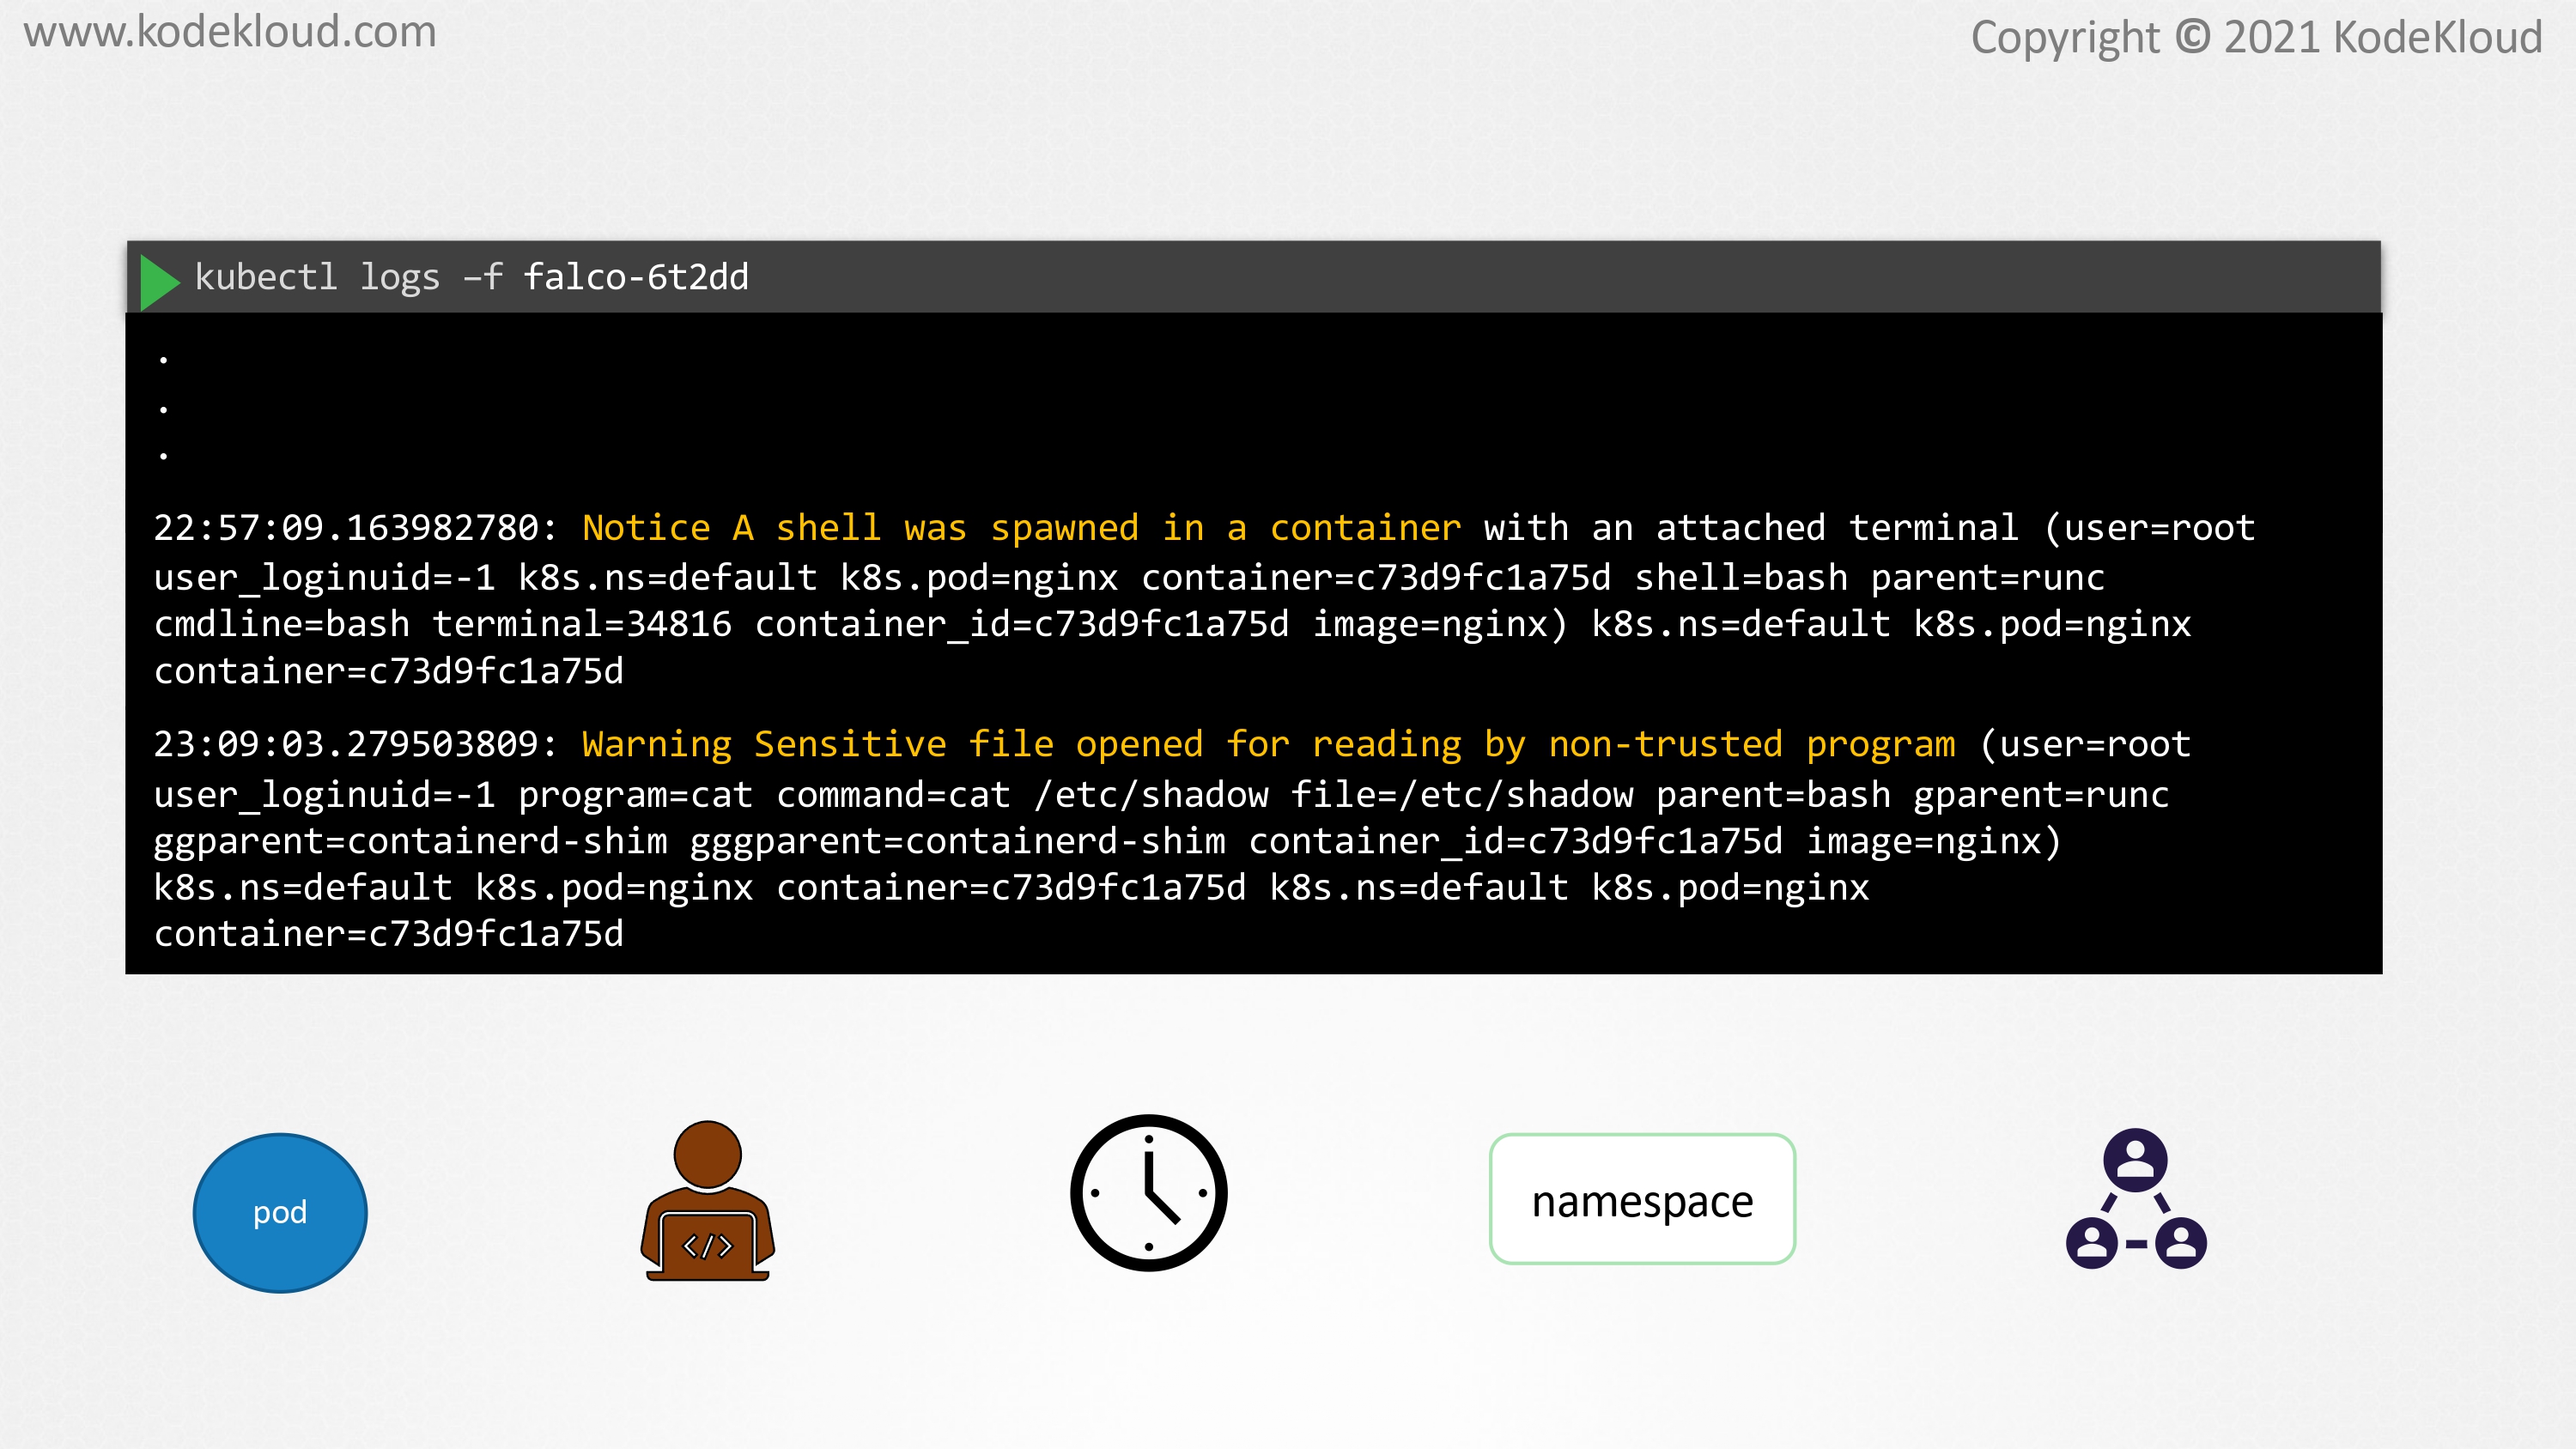 www.kodekloud.com
Copyright © 2021 KodeKloud
kubectl logs –f falco-6t2dd
.
.
.
22:57:09.163982780: Notice A shell was spawned in a container with an attached terminal (user=root
user_loginuid=-1 k8s.ns=default k8s.pod=nginx container=c73d9fc1a75d shell=bash parent=runc
cmdline=bash terminal=34816 container_id=c73d9fc1a75d image=nginx) k8s.ns=default k8s.pod=nginx
container=c73d9fc1a75d
23:09:03.279503809: Warning Sensitive file opened for reading by non-trusted program (user=root
user_loginuid=-1 program=cat command=cat /etc/shadow file=/etc/shadow parent=bash gparent=runc
ggparent=containerd-shim gggparent=containerd-shim container_id=c73d9fc1a75d image=nginx)
k8s.ns=default k8s.pod=nginx container=c73d9fc1a75d k8s.ns=default k8s.pod=nginx
container=c73d9fc1a75d
pod
</>
namespace